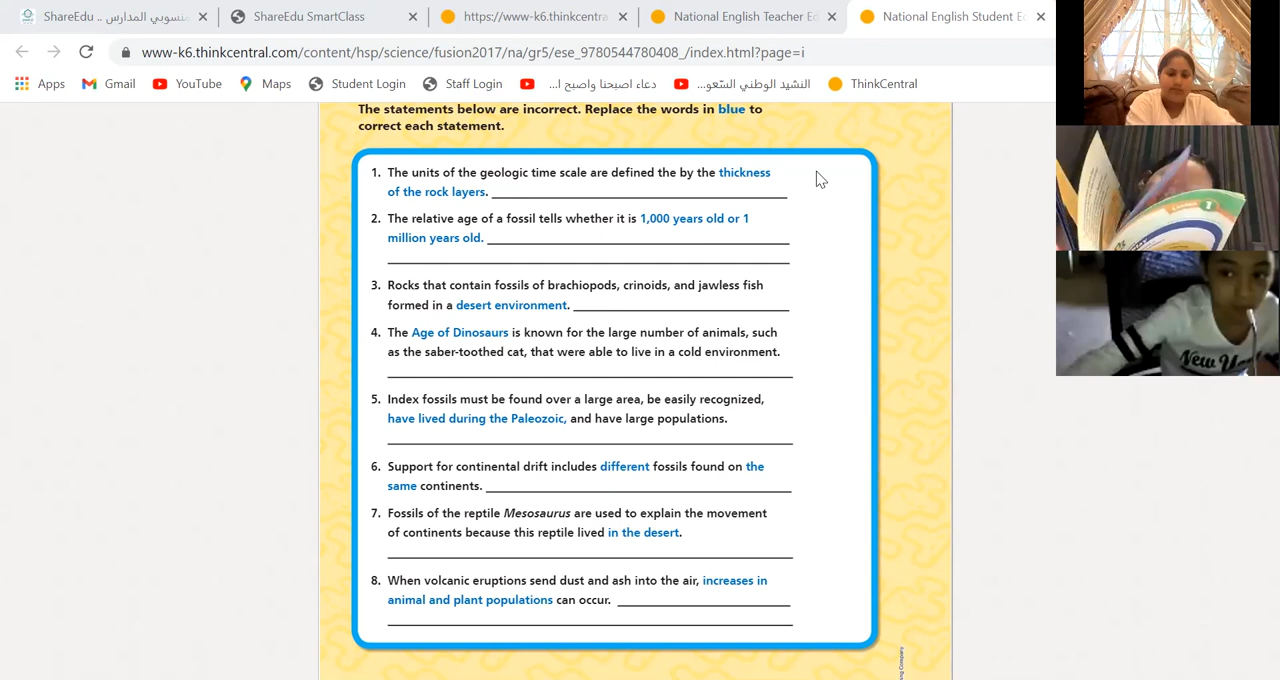 منسوبي المدارس .. ShareEdu
ShareEdu SmartClass
https://www-k6.thinkcentra
National English Teacher Ed
National English Student Ed
www-k6.thinkcentral.com/content/hsp/science/fusion2017/na/gr5/ese_9780544780408_/index.html?page=i
Apps Gmail YouTube Maps Student Login Staff Login دعاء اصبحنا واصبح ا... النشيد الوطني السعو... ThinkCentral
The statements below are incorrect. Replace the words in blue to
correct each statement.
1. The units of the geologic time scale are defined the by the thickness
of the rock layers.
2. The relative age of a fossil tells whether it is 1,000 years old or 1
million years old.
3. Rocks that contain fossils of brachiopods, crinoids, and jawless fish
formed in a desert environment.
4. The Age of Dinosaurs is known for the large number of animals, such
as the saber-toothed cat, that were able to live in a cold environment.
5. Index fossils must be found over a large area, be easily recognized,
have lived during the Paleozoic, and have large populations.
6. Support for continental drift includes different fossils found on the
same continents.
7. Fossils of the reptile Mesosaurus are used to explain the movement
of continents because this reptile lived in the desert.
8. When volcanic eruptions send dust and ash into the air, increases in
animal and plant populations can occur.
ing Company
Lesson 1
New Yo